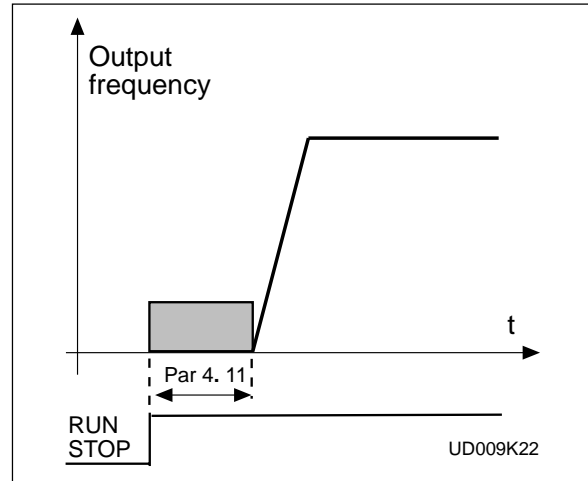 Output
frequency
t
Par 4. 11
RUN
STOP
UD009K22